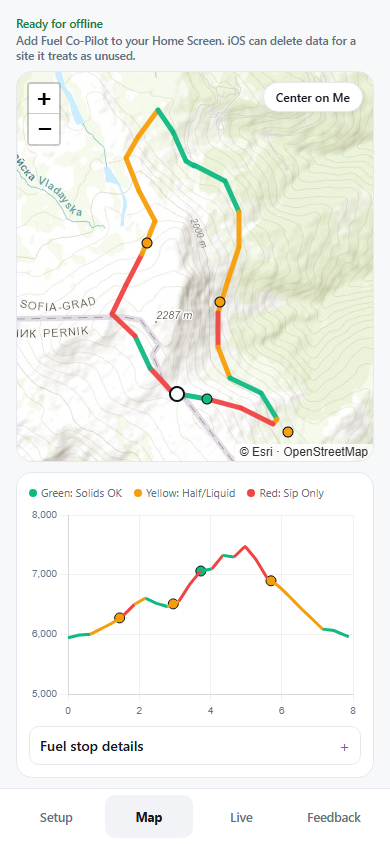 Ready for offline
Add Fuel Co-Pilot to your Home Screen. iOS can delete data for a
site it treats as unused.
+
−
Center on Me
Vladayska
2000 m
SOFIA-GRAD
2287 m
ИК PERNIK
© Esri · OpenStreetMap
Green: Solids OK
Yellow: Half/Liquid
Red: Sip Only
8,000
7,000
6,000
5,000
0 2 4 6 8
Fuel stop details +
Setup Map Live Feedback